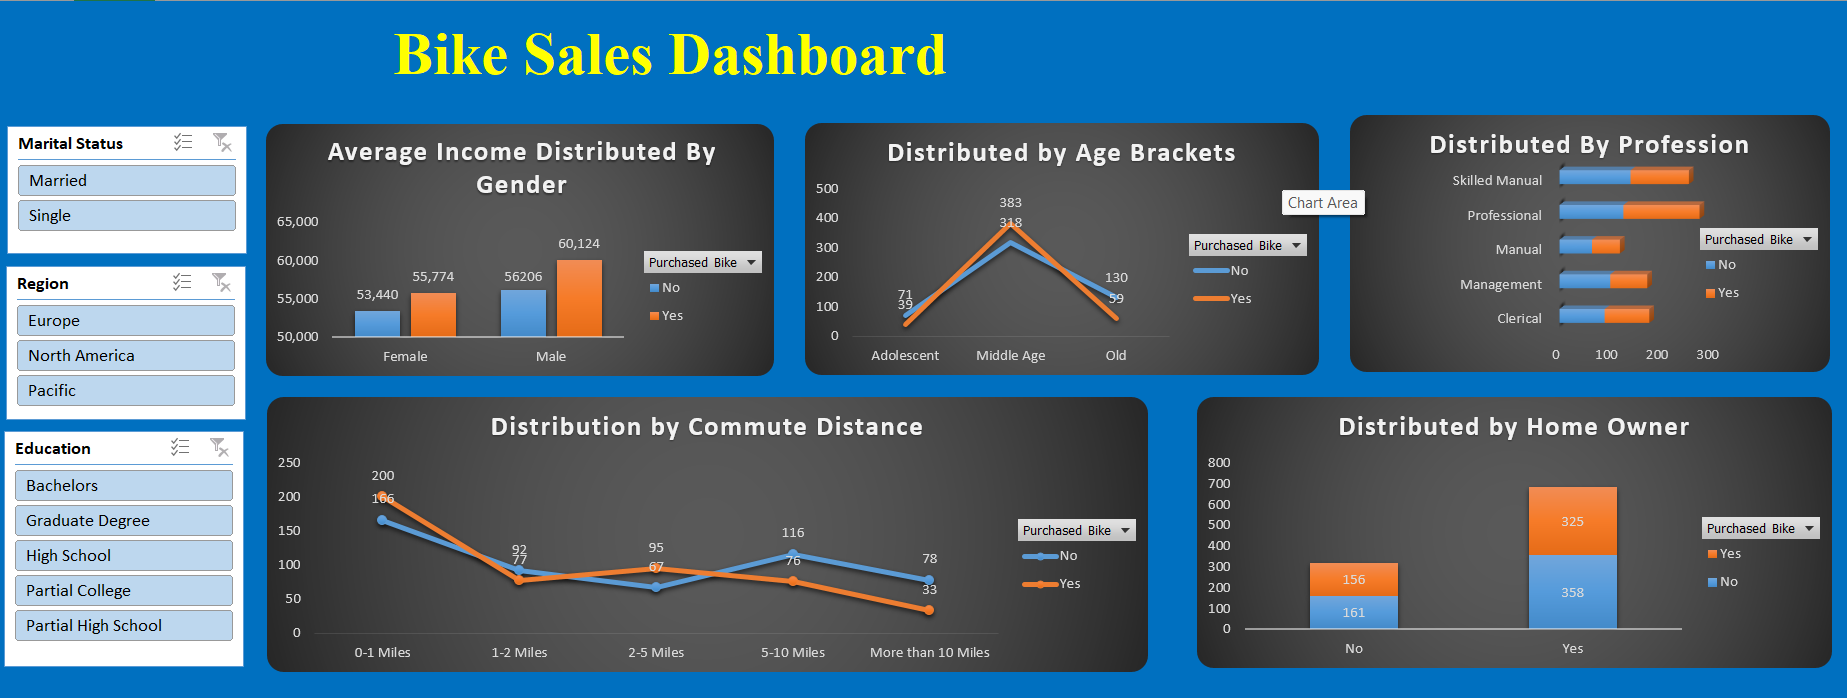 Bike Sales Dashboard
Marital Status
Married
Single
Region
Europe
North America
Pacific
Education
Bachelors
Graduate Degree
High School
Partial College
Partial High School
Average Income Distributed By
Gender
65,000
60,000
55,000
50,000
53,440
55,774
56206
60,124
Female
Male
Purchased Bike
No
Yes
Distributed by Age Brackets
500
400
300
200
100
0
71
39
383
318
130
59
Adolescent
Middle Age
Old
Purchased Bike
No
Yes
Chart Area
Distributed By Profession
Skilled Manual
Professional
Manual
Management
Clerical
0
100
200
300
Purchased Bike
No
Yes
Distribution by Commute Distance
250
200
150
100
50
0
200
166
92
77
95
67
116
76
78
33
0-1 Miles
1-2 Miles
2-5 Miles
5-10 Miles
More than 10 Miles
Purchased Bike
No
Yes
Distributed by Home Owner
800
700
600
500
400
300
200
100
0
156
161
325
358
No
Yes
Purchased Bike
Yes
No